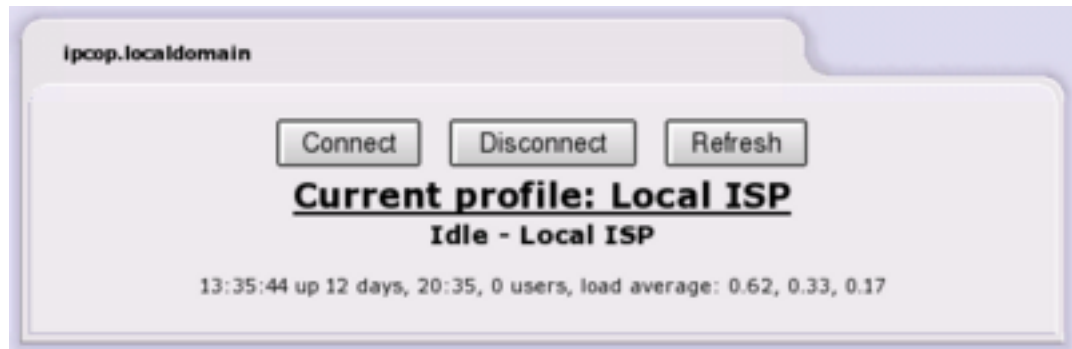 ipcop.localdomain
Connect Disconnect Refresh
Current profile: Local ISP
Idle - Local ISP
13:35:44 up 12 days, 20:35, 0 users, load average: 0.62, 0.33, 0.17